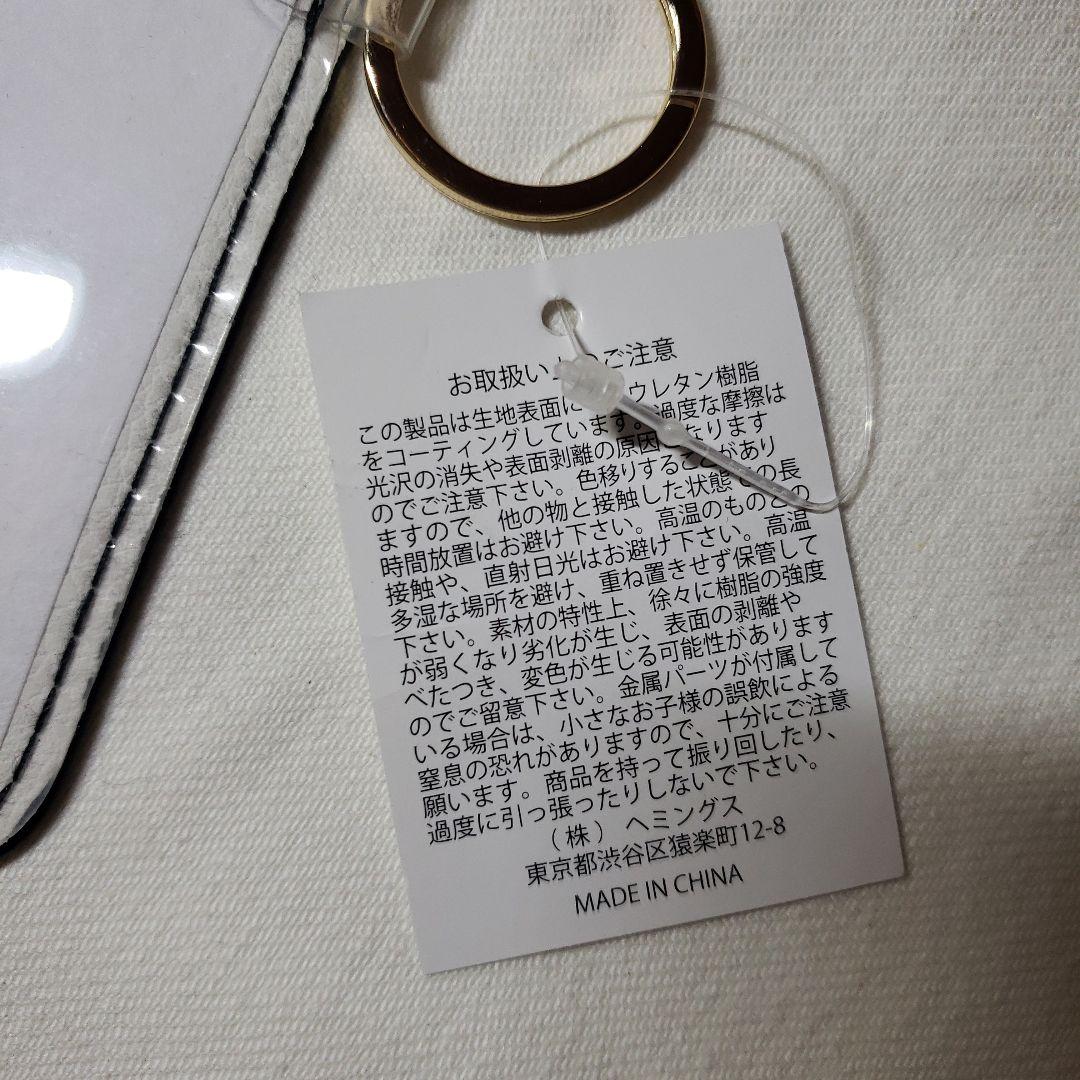 お取扱い のご注意
この製品は生地表面に ウレタン樹脂
をコーティングしています。過度な摩擦は
光沢の消失や表面剥離の原因 なります
のでご注意下さい。色移りすることがあり
ますので、他の物と接触した状態での長
時間放置はお避け下さい。高温のものとの
接触や、直射日光はお避け下さい。高温
多湿な場所を避け、重ね置きせず保管して
下さい。素材の特性上、徐々に樹脂の強度
が弱くなり劣化が生じ、表面の剥離や
べたつき、変色が生じる可能性があります
のでご留意下さい。金属パーツが付属して
いる場合は、小さなお子様の誤飲による
窒息の恐れがありますので、十分にご注意
願います。商品を持って振り回したり、
過度に引っ張ったりしないで下さい。
（株）ヘミングス
東京都渋谷区猿楽町12-8
MADE IN CHINA